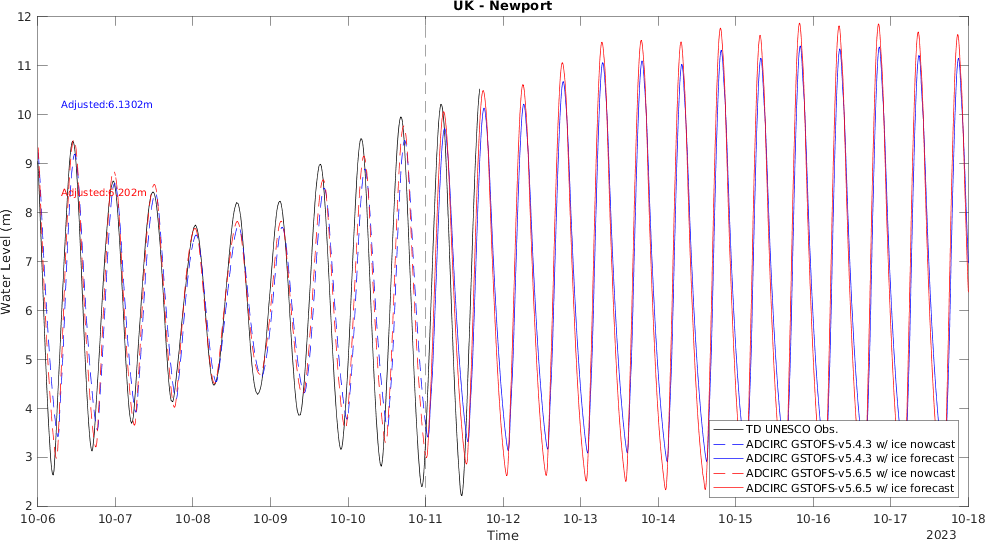 UK - Newport
12
11
10
9
8
7
6
5
4
3
2
Water Level (m)
Adjusted:6.1302m
Adjusted:6.202m
TD UNESCO Obs.
ADCIRC GSTOFS-v5.4.3 w/ ice nowcast
ADCIRC GSTOFS-v5.4.3 w/ ice forecast
ADCIRC GSTOFS-v5.6.5 w/ ice nowcast
ADCIRC GSTOFS-v5.6.5 w/ ice forecast
10-06 10-07 10-08 10-09 10-10 10-11 10-12 10-13 10-14 10-15 10-16 10-17 10-18
Time
2023